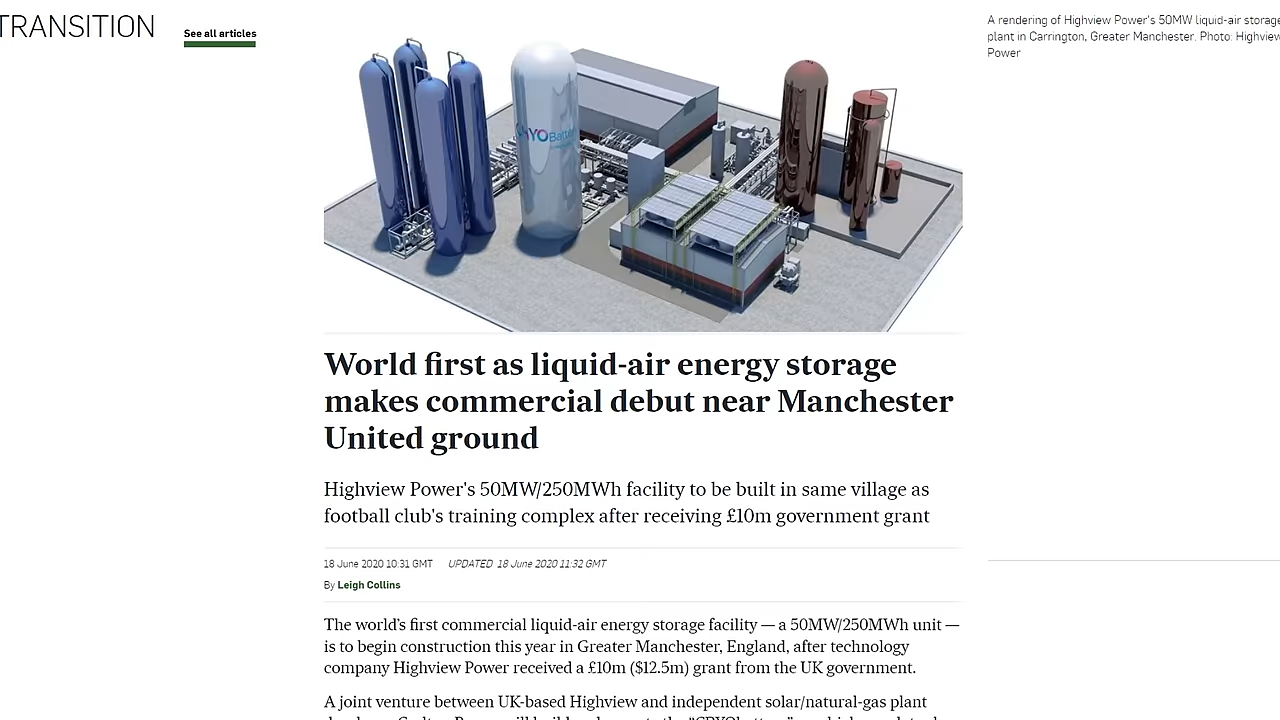 TRANSITION
See all articles
A rendering of Highview Power's 50MW liquid-air storage
plant in Carrington, Greater Manchester. Photo: Highview
Power
World first as liquid-air energy storage
makes commercial debut near Manchester
United ground
Highview Power's 50MW/250MWh facility to be built in same village as
football club's training complex after receiving £10m government grant
18 June 2020 10:31 GMT UPDATED 18 June 2020 11:32 GMT
By Leigh Collins
The world's first commercial liquid-air energy storage facility — a 50MW/250MWh unit —
is to begin construction this year in Greater Manchester, England, after technology
company Highview Power received a £10m ($12.5m) grant from the UK government.
A joint venture between UK-based Highview and independent solar/natural-gas plant